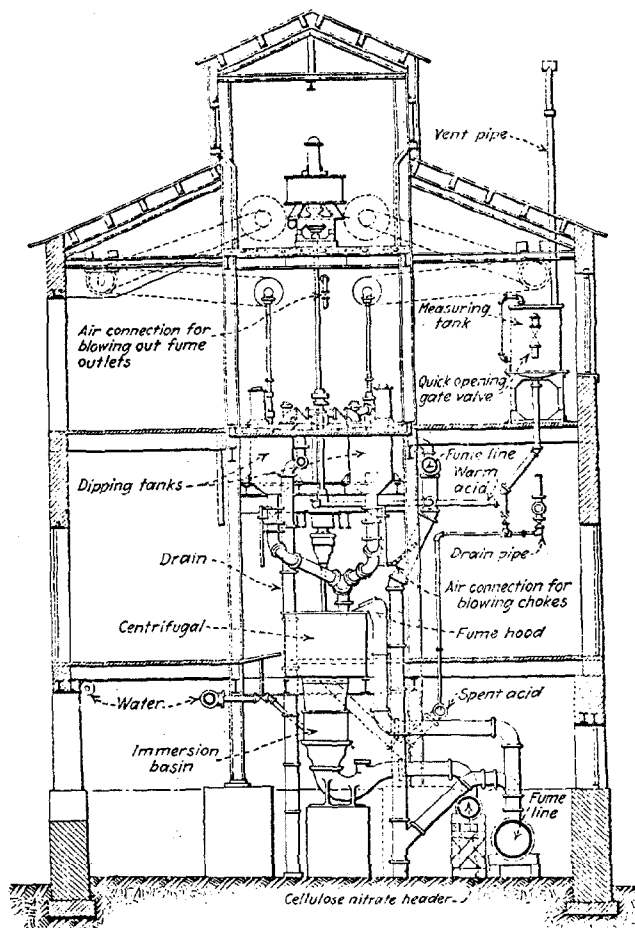 Vent pipe
Measuring
tank
Air connection for
blowing out fume
outlets
Quick opening
gate valve
Fume line
Warm
acid
Dipping tanks
Drain pipe
Drain
Air connection for
blowing chokes
Centrifugal
Fume hood
Spent acid
Water
Immersion
basin
Fume
line
Cellulose nitrate header